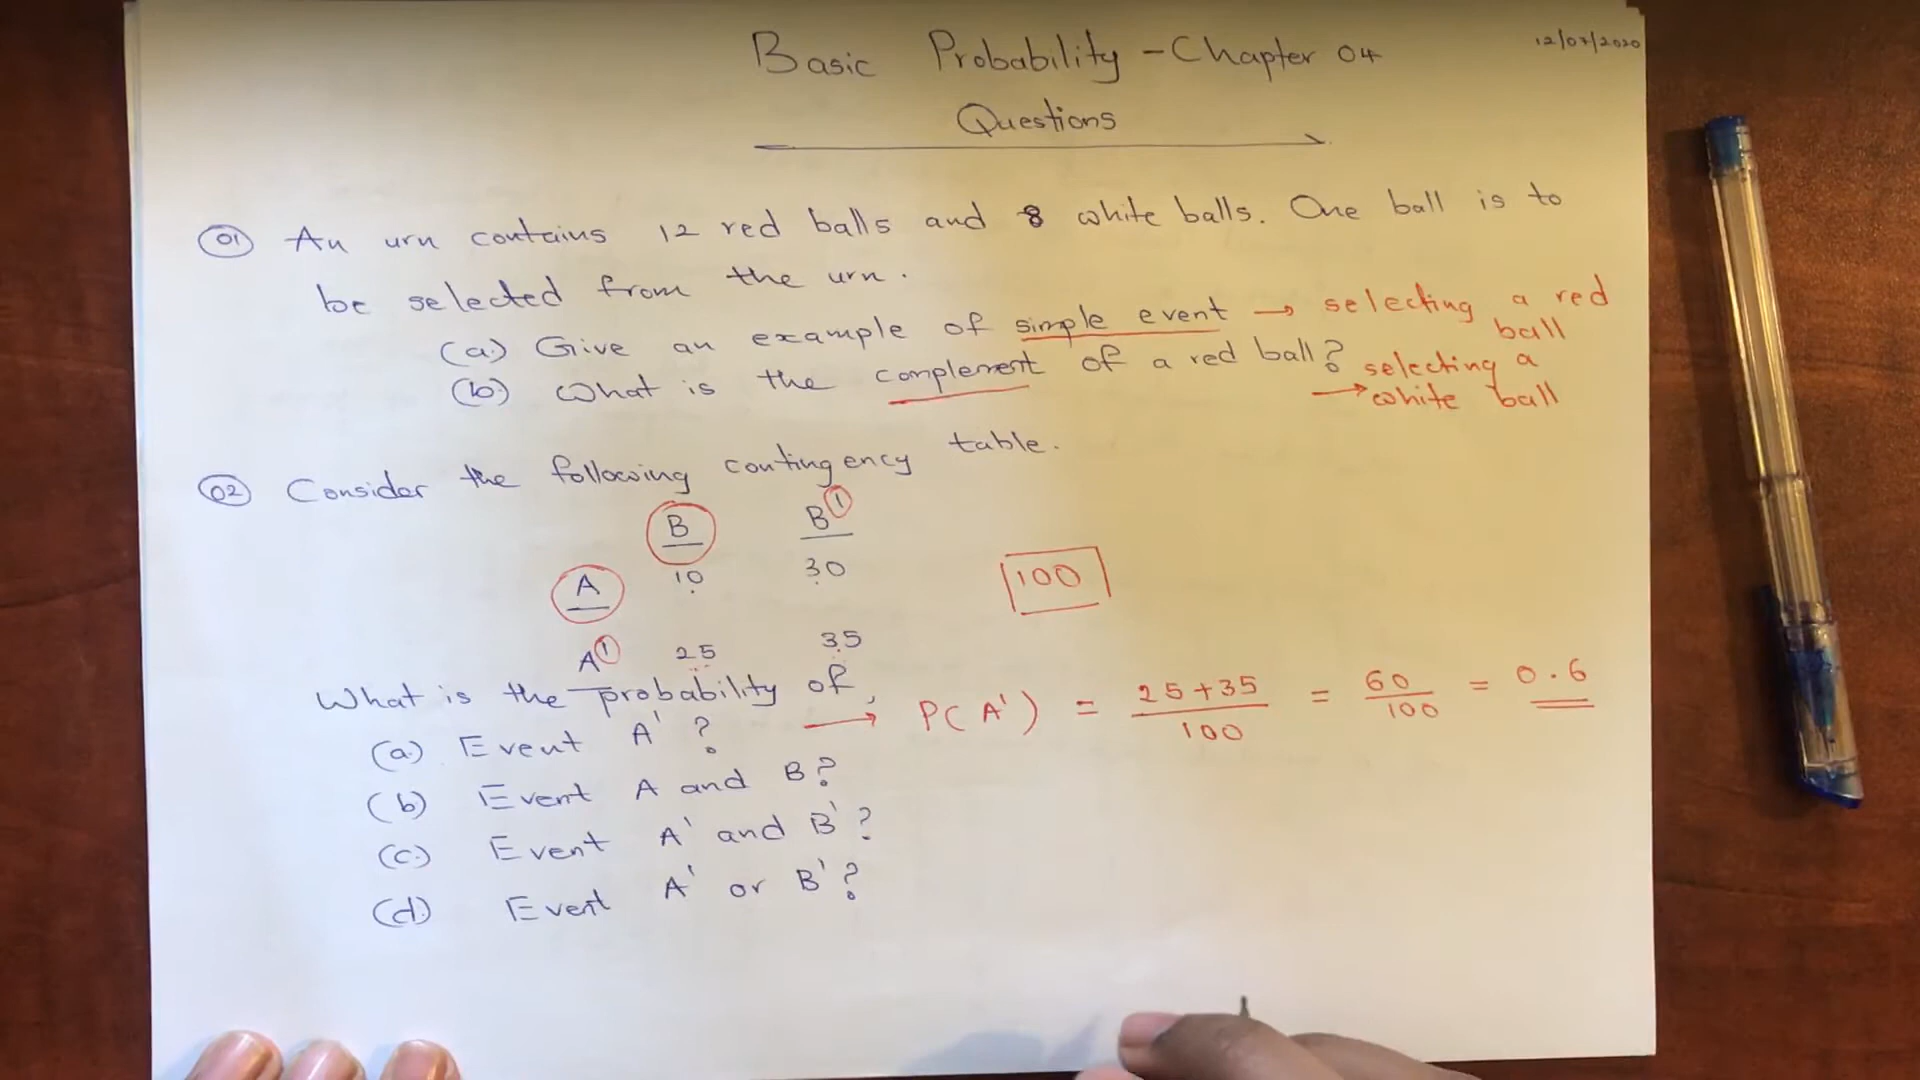 Basic Probability - Chapter 04
12/07/2020
Questions
01 An urn contains 12 red balls and 8 white balls. One ball is to
be selected from the urn.
(a) Give an example of simple event → selecting a red
ball
(b) What is the complement of a red ball? selecting a
→ white ball
02 Consider the following contingency table.
B B'
A 10 30
100
A' 25 35
What is the probability of,
(a) Event A' ? → P(A') = 25+35/100 = 60/100 = 0.6
(b) Event A and B?
(c) Event A' and B'?
(d) Event A' or B'?